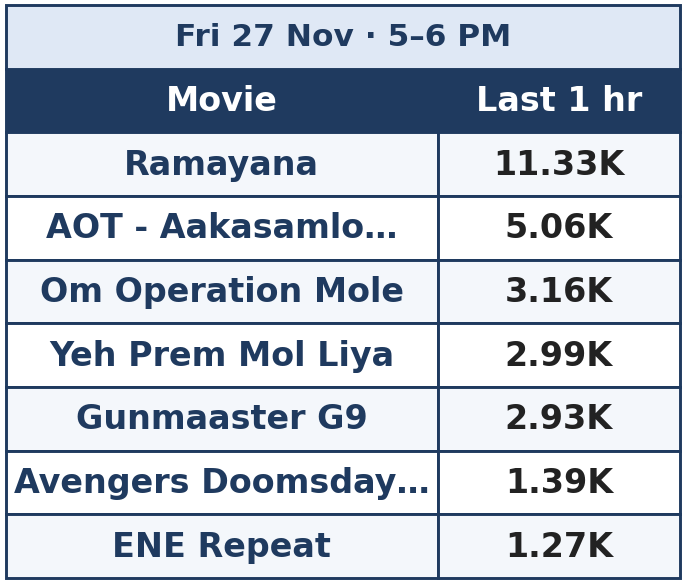 Fri 27 Nov · 5–6 PM
Movie Last 1 hr
Ramayana 11.33K
AOT - Aakasamlo... 5.06K
Om Operation Mole 3.16K
Yeh Prem Mol Liya 2.99K
Gunmaaster G9 2.93K
Avengers Doomsday... 1.39K
ENE Repeat 1.27K